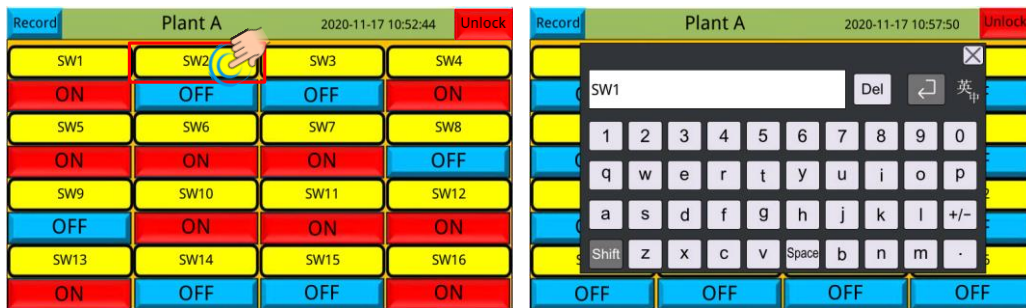 Record Plant A 2020-11-17 10:52:44 Unlock
SW1 SW2 SW3 SW4
ON OFF OFF ON
SW5 SW6 SW7 SW8
ON ON ON OFF
SW9 SW10 SW11 SW12
OFF ON ON ON
SW13 SW14 SW15 SW16
ON OFF OFF ON
Record Plant A 2020-11-17 10:57:50 Unlock
SW1 Del 英中
1 2 3 4 5 6 7 8 9 0
q w e r t y u i o p
a s d f g h j k l +/-
Shift z x c v Space b n m .
OFF OFF OFF OFF